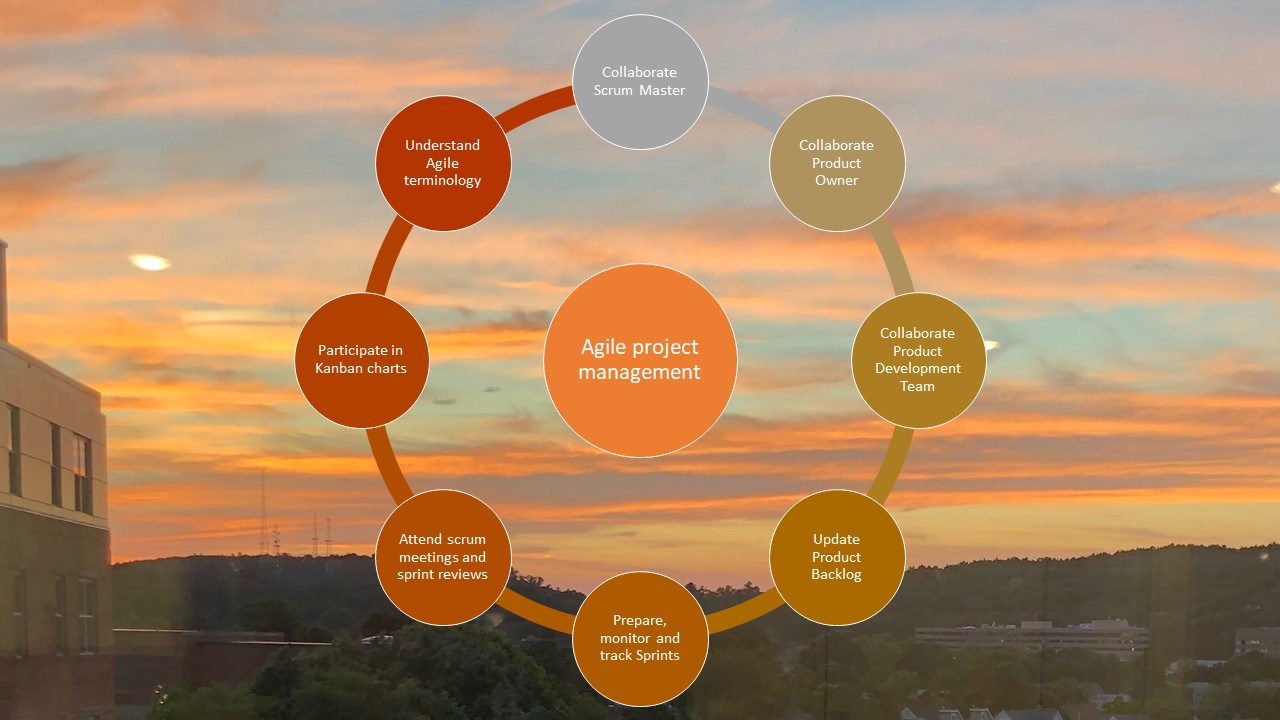 Collaborate
Scrum Master
Collaborate
Product
Owner
Collaborate
Product
Development
Team
Update
Product
Backlog
Prepare,
monitor and
track Sprints
Attend scrum
meetings and
sprint reviews
Participate in
Kanban charts
Understand
Agile
terminology
Agile project
management